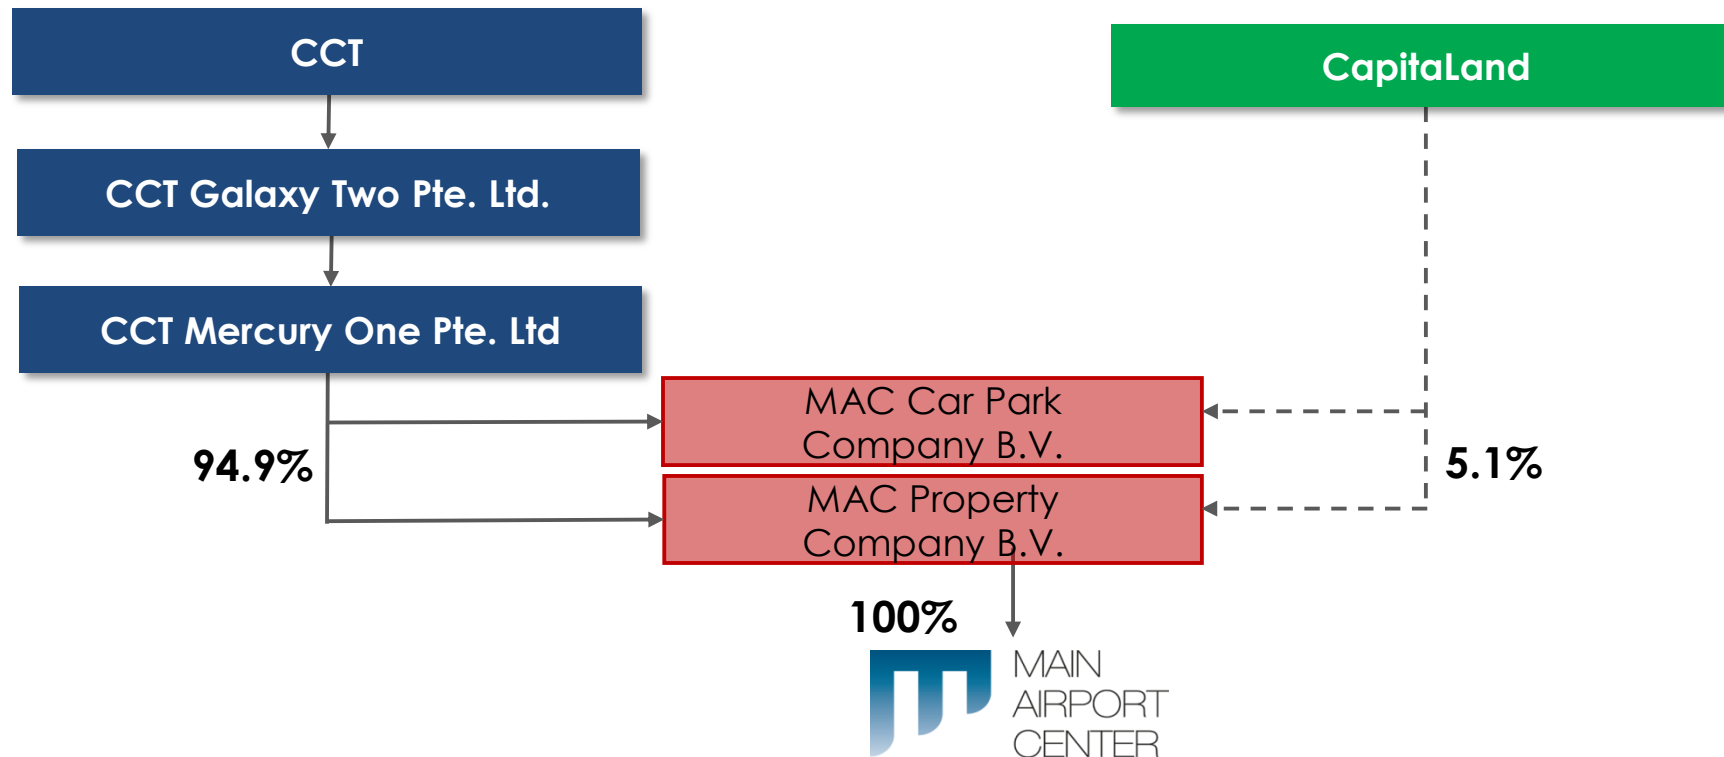 CCT
CapitaLand
CCT Galaxy Two Pte. Ltd.
CCT Mercury One Pte. Ltd
MAC Car Park
Company B.V.
94.9%
5.1%
MAC Property
Company B.V.
100%
MAIN
AIRPORT
CENTER